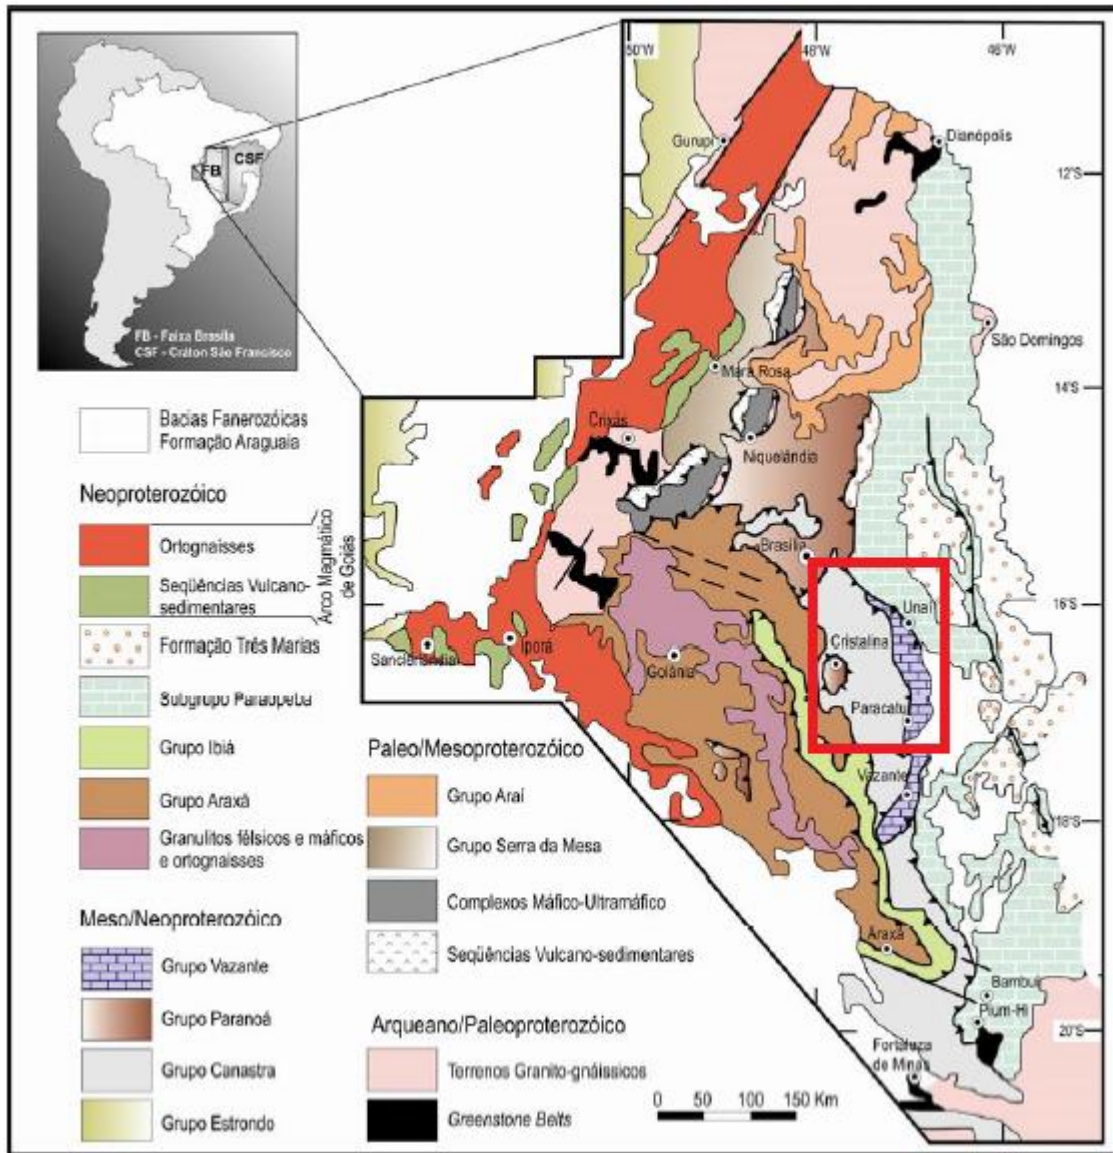 50°W
48°W
46°W
Gurupi
Dianópolis
12°S
CSF
FB
FB - Faixa Brasília
CSF - Cráton São Francisco
São Domingos
Mara Rosa
14°S
Bacias Fanerozóicas
Formação Araguaia
Crixás
Niquelândia
Neoproterozóico
Ortognaisses
Seqüências Vulcano-
sedimentares
Arco Magmático
de Goiás
Formação Três Marias
Subgrupo Paraopeba
Grupo Ibiá
Grupo Araxá
Granulitos félsicos e máficos
e ortognaisses
Brasília
16°S
Unaí
Cristalina
Sanclerlândia
Iporá
Goiânia
Paracatu
Vazante
18°S
Paleo/Mesoproterozóico
Grupo Araí
Grupo Serra da Mesa
Complexos Máfico-Ultramáfico
Seqüências Vulcano-sedimentares
Meso/Neoproterozóico
Grupo Vazante
Grupo Paranoá
Grupo Canastra
Grupo Estrondo
Araxá
Bambuí
Pium-Hi
20°S
Fortaleza
de Minas
Arqueano/Paleoproterozóico
Terrenos Granito-gnáissicos
Greenstone Belts
0 50 100 150 Km